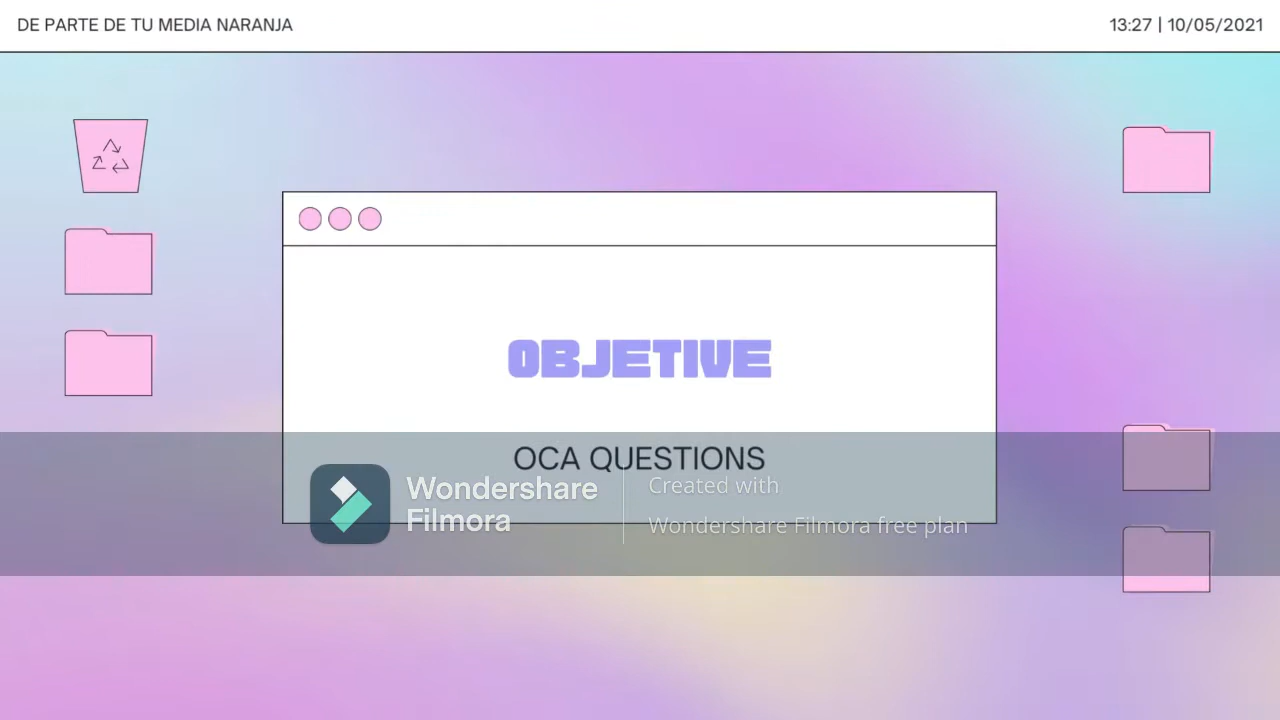 DE PARTE DE TU MEDIA NARANJA
13:27 | 10/05/2021
OBJETIVE
OCA QUESTIONS
Wondershare
Filmora
Created with
Wondershare Filmora free plan